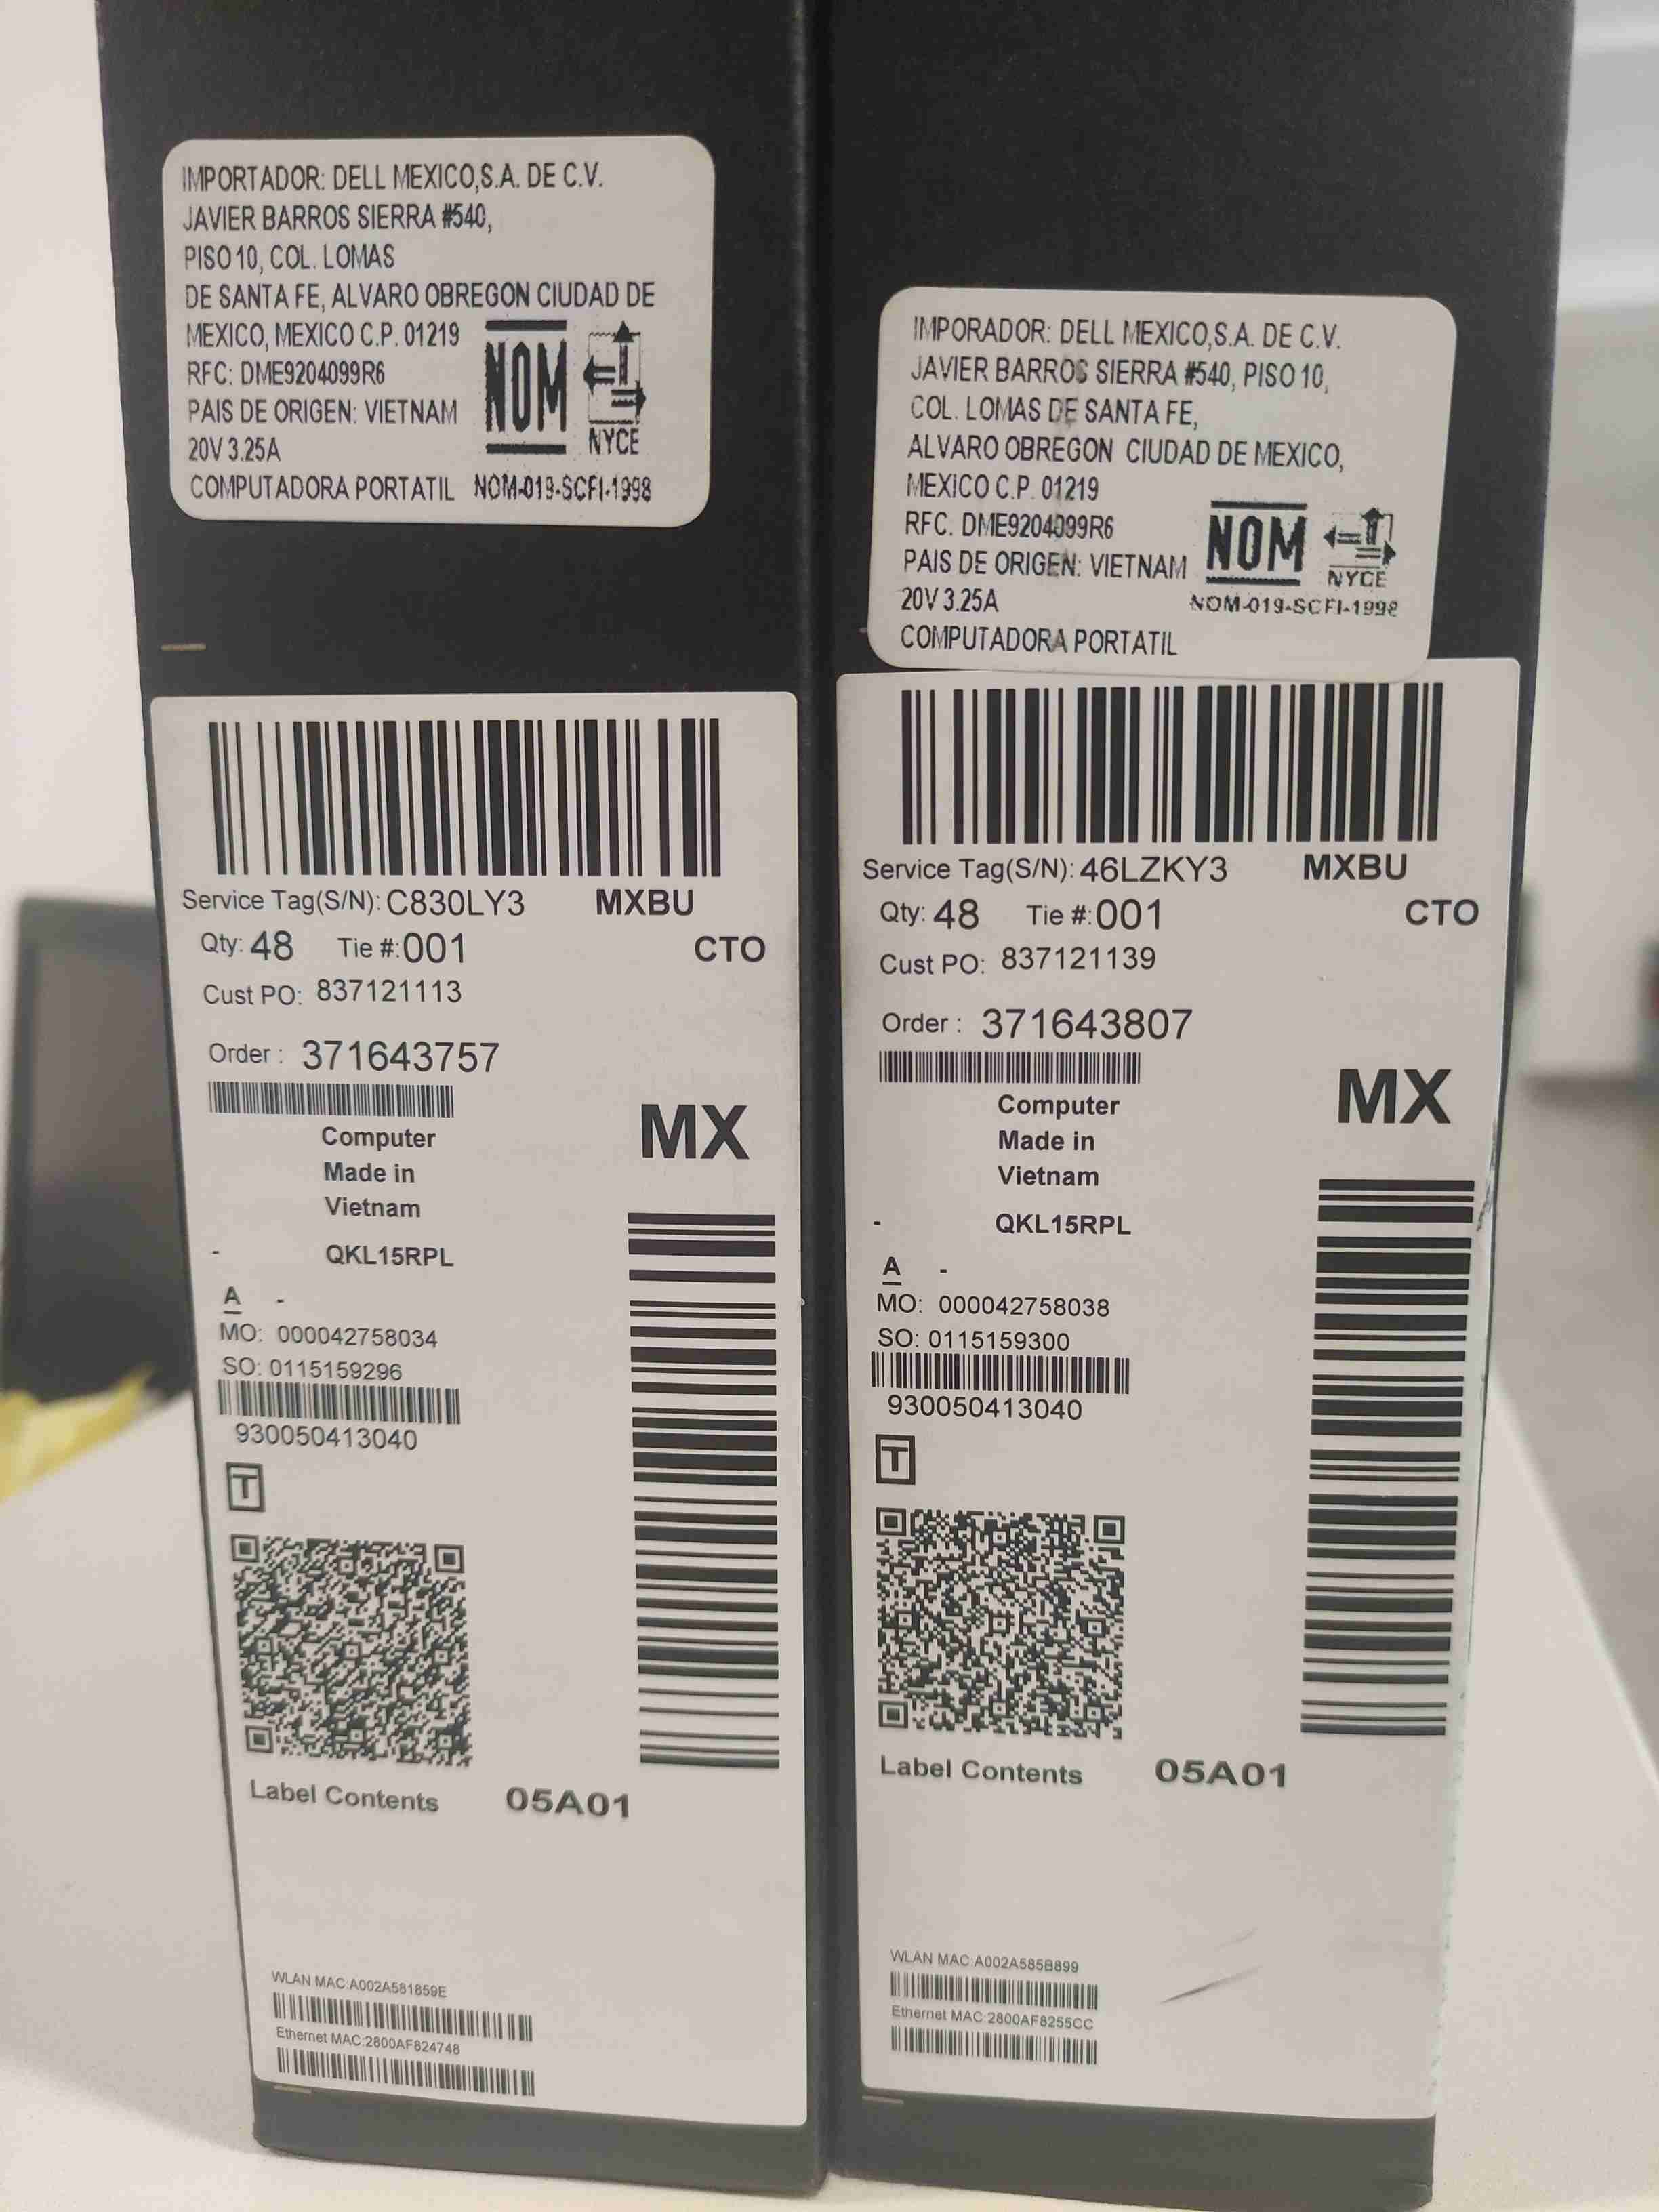 IMPORTADOR: DELL MEXICO,S.A. DE C.V.
JAVIER BARROS SIERRA #540,
PISO 10, COL. LOMAS
DE SANTA FE, ALVARO OBREGON CIUDAD DE
MEXICO, MEXICO C.P. 01219
RFC: DME9204099R6
PAIS DE ORIGEN: VIETNAM
20V 3.25A
COMPUTADORA PORTATIL
NOM
NYCE
NOM-019-SCFI-1998
Service Tag(S/N): C830LY3 MXBU
Qty: 48 Tie #:001 CTO
Cust PO: 837121113
Order : 371643757
Computer
Made in
Vietnam
MX
- QKL15RPL
A -
MO: 000042758034
SO: 0115159296
930050413040
T
Label Contents 05A01
WLAN MAC:A002A581859E
Ethernet MAC:2800AF824748
IMPORADOR: DELL MEXICO,S.A. DE C.V.
JAVIER BARROS SIERRA #540, PISO 10,
COL. LOMAS DE SANTA FE,
ALVARO OBREGON CIUDAD DE MEXICO,
MEXICO C.P. 01219
RFC. DME9204099R6
PAIS DE ORIGEN: VIETNAM
20V 3.25A
COMPUTADORA PORTATIL
NOM
NYCE
NOM-019-SCFI-1998
Service Tag(S/N): 46LZKY3 MXBU
Qty: 48 Tie #:001 CTO
Cust PO: 837121139
Order : 371643807
Computer
Made in
Vietnam
MX
- QKL15RPL
A -
MO: 000042758038
SO: 0115159300
930050413040
T
Label Contents 05A01
WLAN MAC:A002A585B899
Ethernet MAC:2800AF8255CC